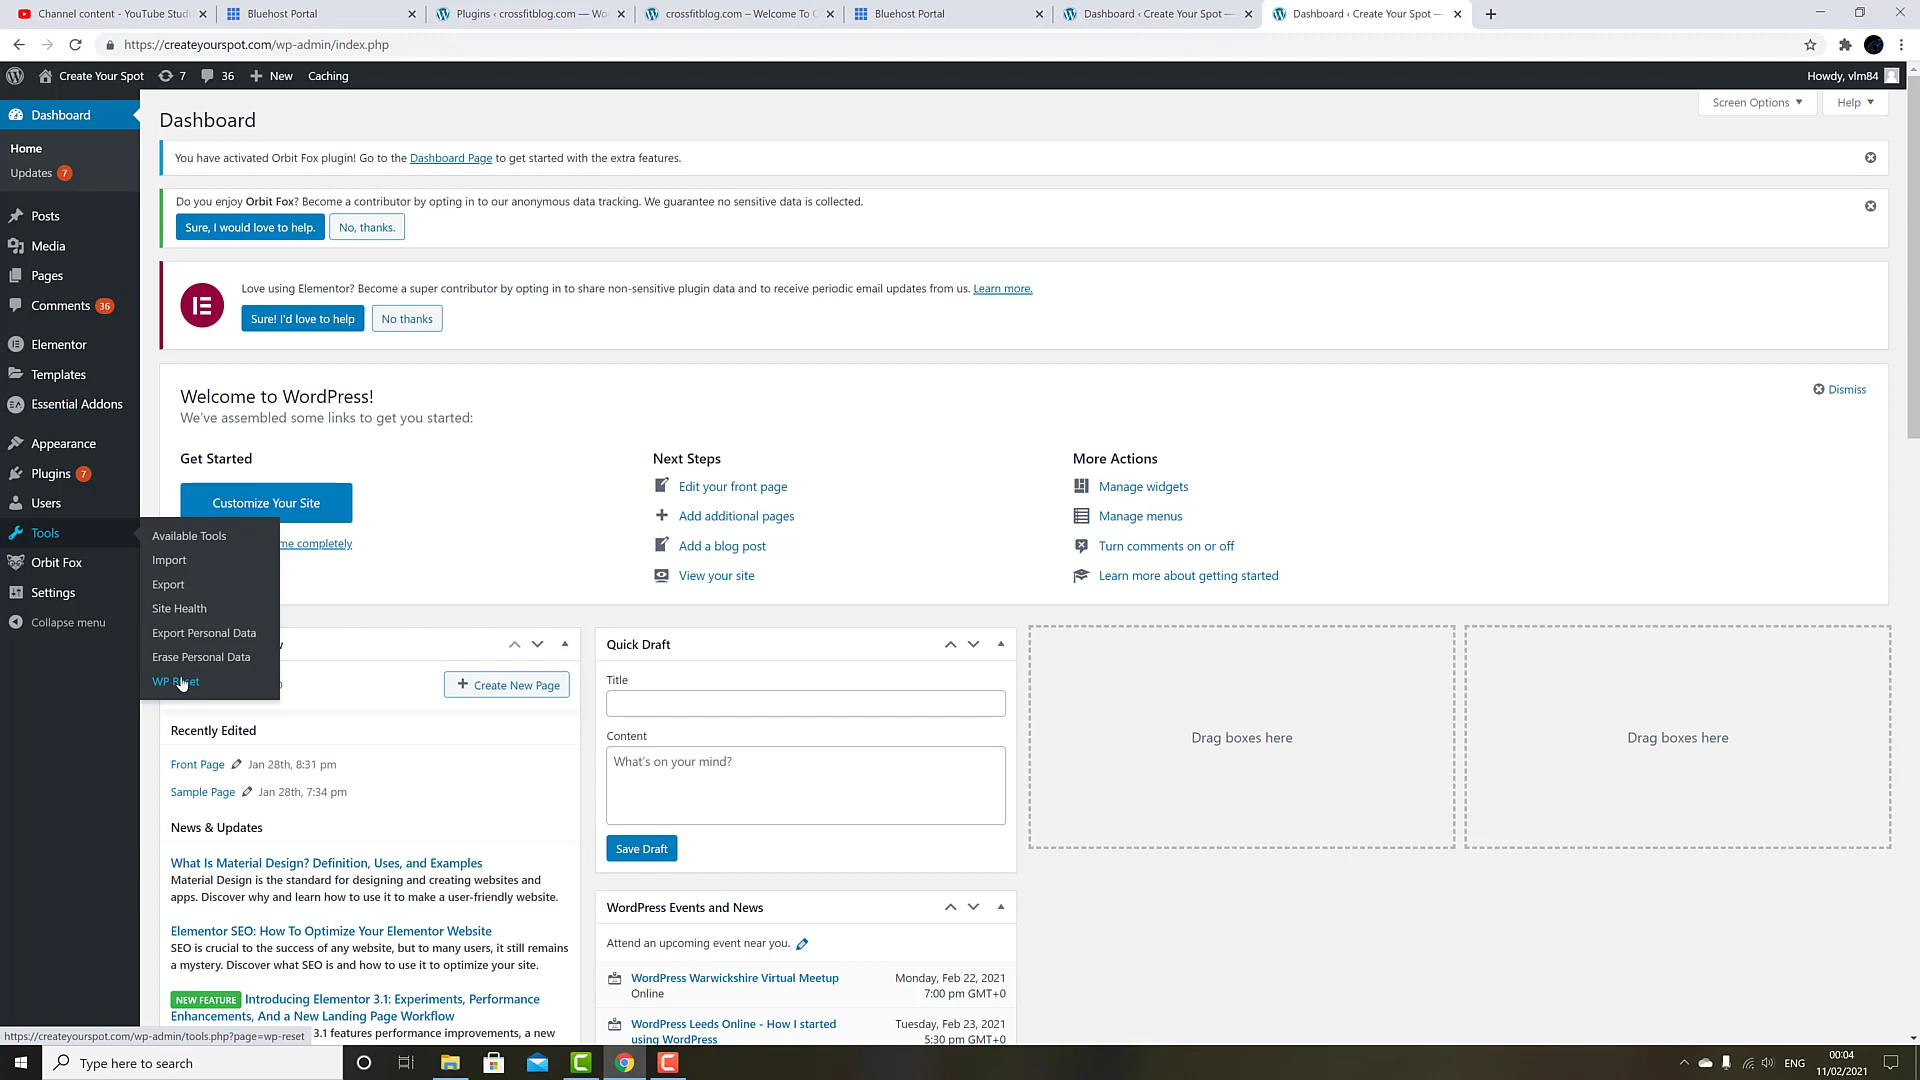 Channel content - YouTube Studi
Bluehost Portal
Plugins ‹ crossfitblog.com — Wo
crossfitblog.com – Welcome To C
Bluehost Portal
Dashboard ‹ Create Your Spot —
Dashboard ‹ Create Your Spot —
https://createyourspot.com/wp-admin/index.php
Create Your Spot
7
36
New
Caching
Howdy, vlm84
Dashboard
Home
Updates 7
Posts
Media
Pages
Comments 36
Elementor
Templates
Essential Addons
Appearance
Plugins 7
Users
Tools
Orbit Fox
Settings
Collapse menu
Available Tools
Import
Export
Site Health
Export Personal Data
Erase Personal Data
WP Reset
Screen Options
Help
Dashboard
You have activated Orbit Fox plugin! Go to the Dashboard Page to get started with the extra features.
Do you enjoy Orbit Fox? Become a contributor by opting in to our anonymous data tracking. We guarantee no sensitive data is collected.
Sure, I would love to help.
No, thanks.
Love using Elementor? Become a super contributor by opting in to share non-sensitive plugin data and to receive periodic email updates from us. Learn more.
Sure! I'd love to help
No thanks
Welcome to WordPress!
We've assembled some links to get you started:
Dismiss
Get Started
Customize Your Site
me completely
Next Steps
Edit your front page
Add additional pages
Add a blog post
View your site
More Actions
Manage widgets
Manage menus
Turn comments on or off
Learn more about getting started
Create New Page
Recently Edited
Front Page Jan 28th, 8:31 pm
Sample Page Jan 28th, 7:34 pm
News & Updates
What Is Material Design? Definition, Uses, and Examples
Material Design is the standard for designing and creating websites and
apps. Discover why and learn how to use it to make a user-friendly website.
Elementor SEO: How To Optimize Your Elementor Website
SEO is crucial to the success of any website, but to many users, it still remains
a mystery. Discover what SEO is and how to use it to optimize your site.
NEW FEATURE Introducing Elementor 3.1: Experiments, Performance
Enhancements, And a New Landing Page Workflow
3.1 features performance improvements, a new
Quick Draft
Title
Content
What's on your mind?
Save Draft
WordPress Events and News
Attend an upcoming event near you.
WordPress Warwickshire Virtual Meetup
Online
Monday, Feb 22, 2021
7:00 pm GMT+0
WordPress Leeds Online - How I started
using WordPress
Tuesday, Feb 23, 2021
5:30 pm GMT+0
Drag boxes here
Drag boxes here
https://createyourspot.com/wp-admin/tools.php?page=wp-reset
Type here to search
ENG
00:04
11/02/2021